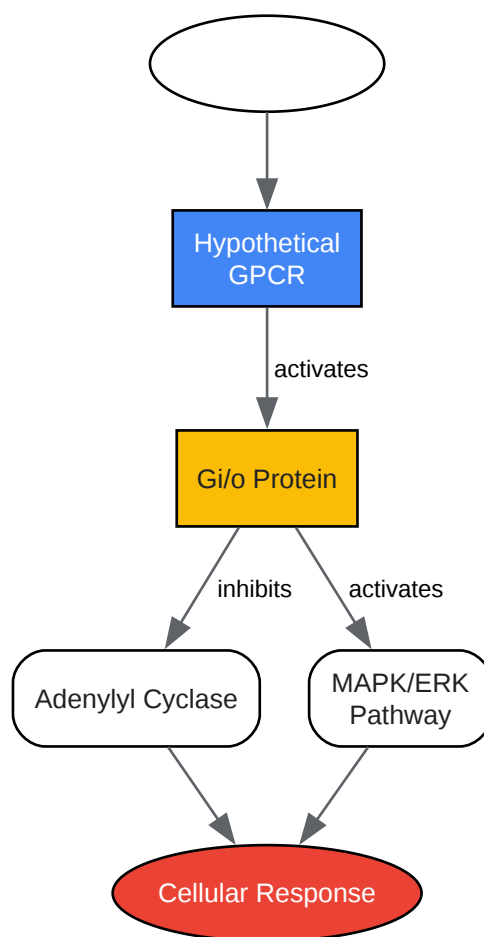 Hypothetical
GPCR
activates
Gi/o Protein
inhibits
activates
Adenylyl Cyclase
MAPK/ERK
Pathway
Cellular Response